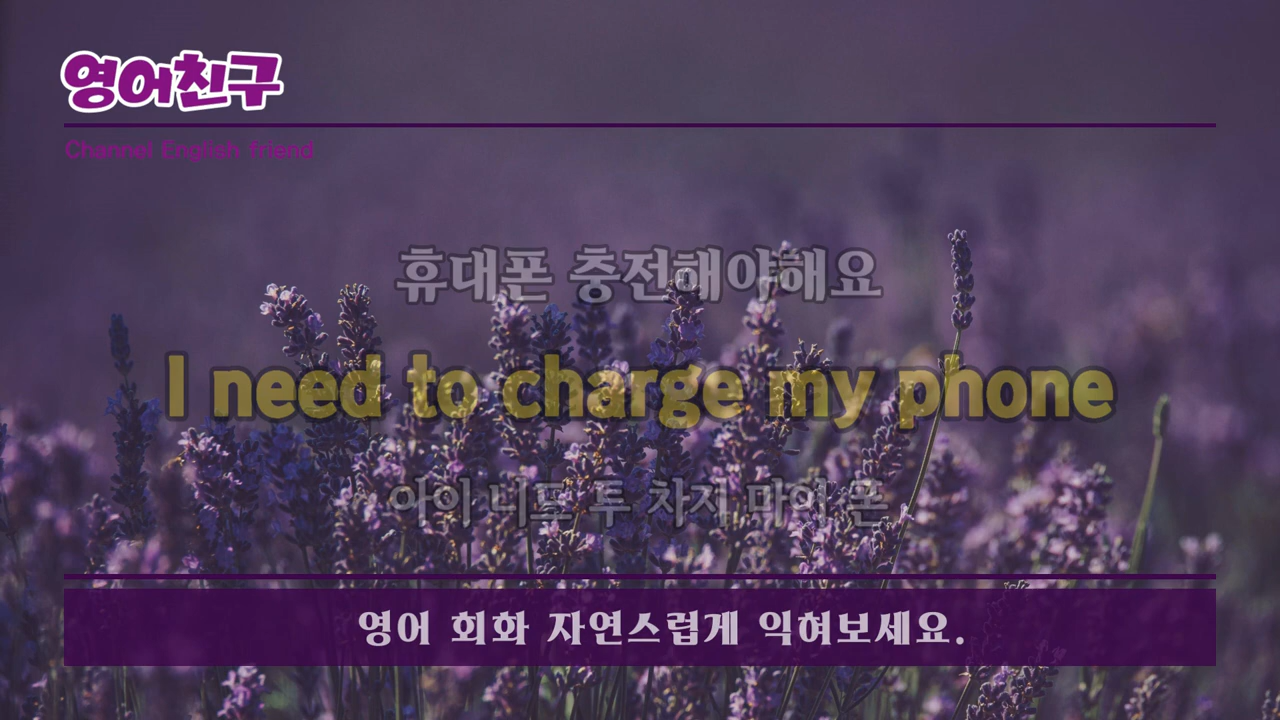 영어친구
Channel English friend
휴대폰 충전해야해요
I need to charge my phone
아이 니드 투 차지 마이 폰
영어 회화 자연스럽게 익혀보세요.